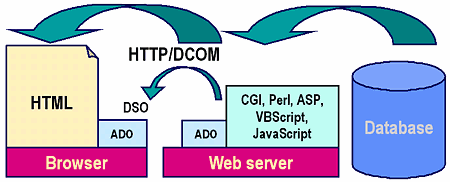 HTTP/DCOM
HTML
DSO
ADO
Browser
ADO
CGI, Perl, ASP,
VBScript,
JavaScript
Web server
Database